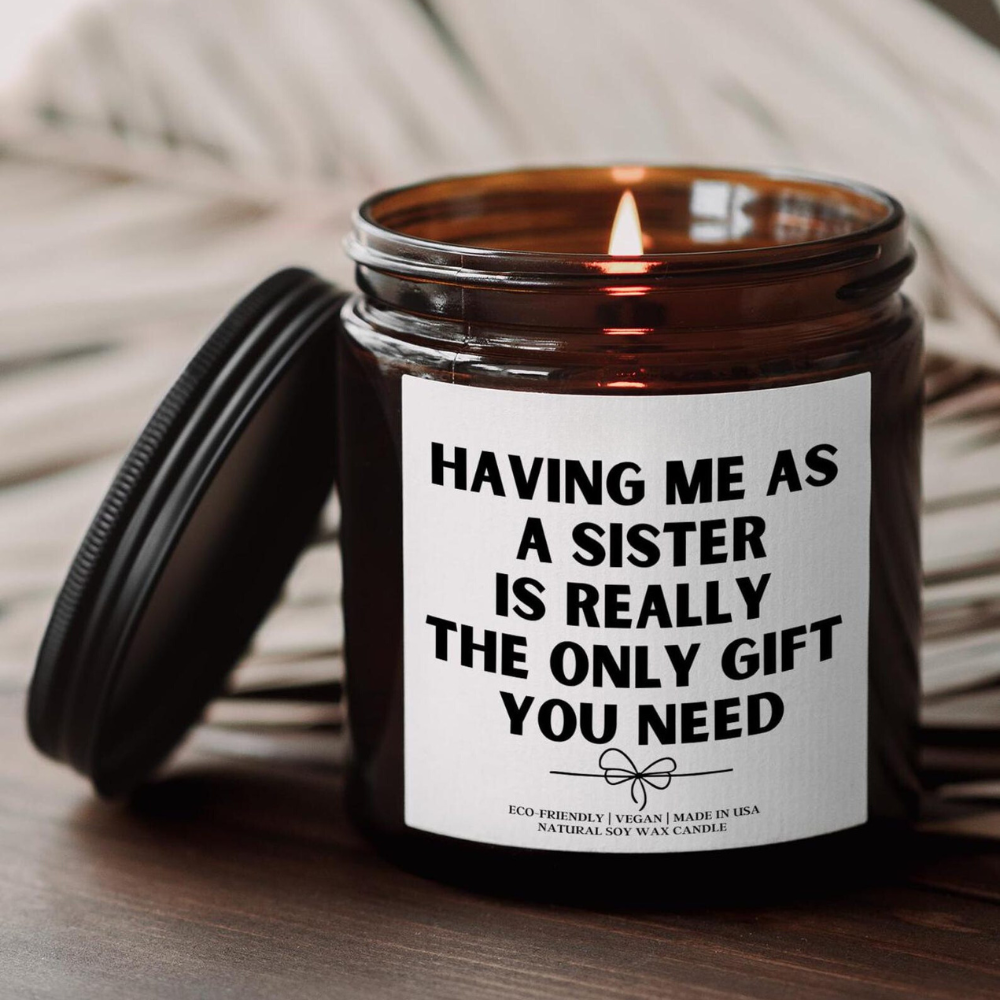 HAVING ME AS
A SISTER
IS REALLY
THE ONLY GIFT
YOU NEED
ECO-FRIENDLY | VEGAN | MADE IN USA
NATURAL SOY WAX CANDLE